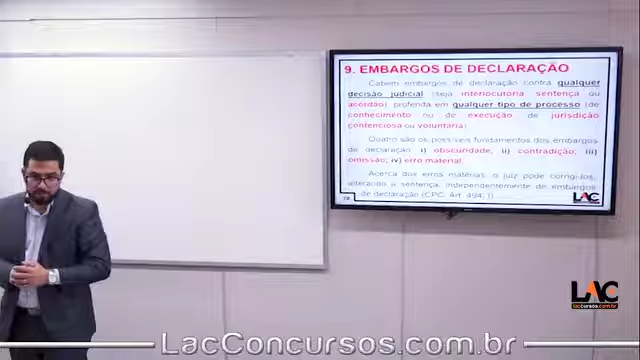 9. EMBARGOS DE DECLARAÇÃO
Cabem embargos de declaração contra qualquer
decisão judicial (seja interlocutória sentença ou
acórdão) proferida em qualquer tipo de processo (de
conhecimento ou de execução de jurisdição
contenciosa ou voluntária)
Quatro são os possíveis fundamentos dos embargos
de declaração i) obscuridade; ii) contradição; iii)
omissão; iv) erro material.
Acerca dos erros materiais, o juiz pode corrigi-los,
alterando a sentença, independentemente de embargos
de declaração (CPC, Art. 494, I)
LAC
LAC
lacconcursos.com.br
LacConcursos.com.br